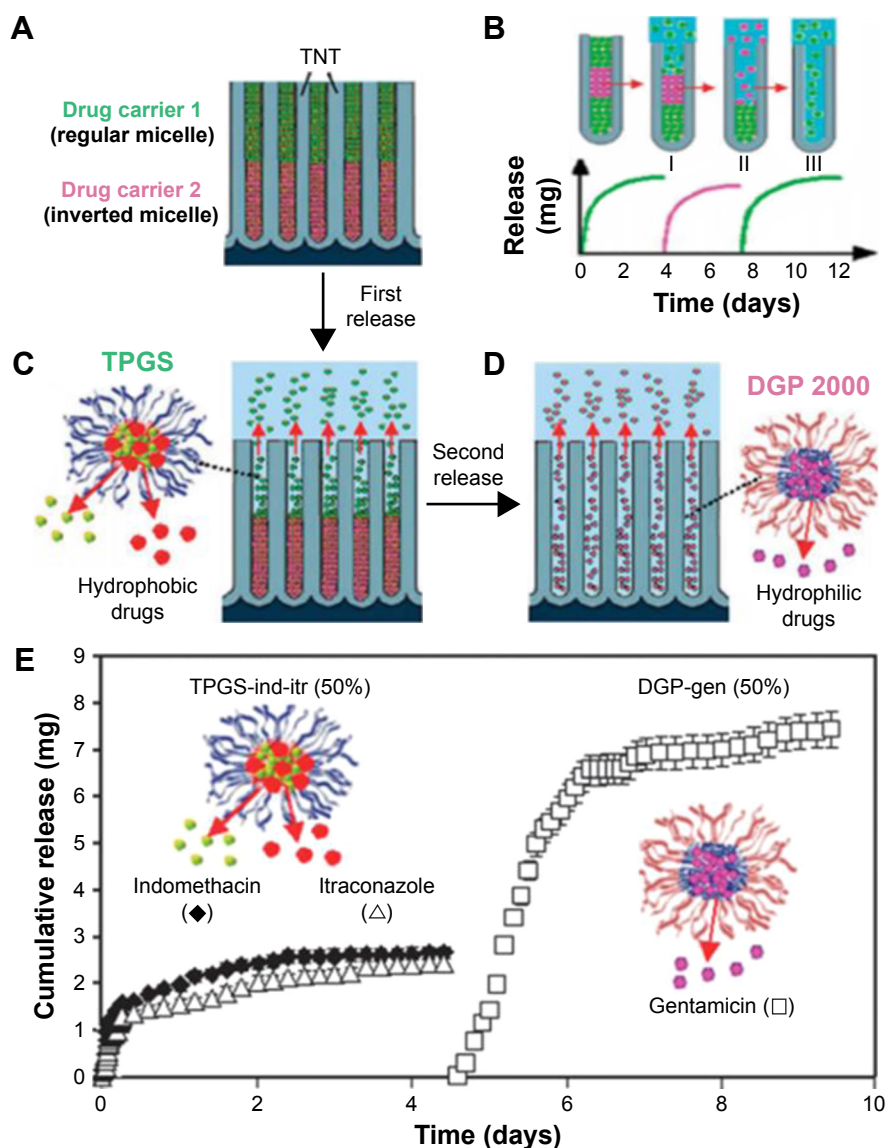 A
TNT
Drug carrier 1
(regular micelle)
Drug carrier 2
(inverted micelle)
First
release
B
I
II
III
Release
(mg)
0
2
4
6
8
10
12
Time (days)
C
TPGS
Hydrophobic
drugs
Second
release
D
DGP 2000
Hydrophilic
drugs
E
9
8
7
6
5
4
3
2
1
0
Cumulative release (mg)
TPGS-ind-itr (50%)
DGP-gen (50%)
Indomethacin
(◆)
Itraconazole
(△)
Gentamicin (□)
0
2
4
6
8
10
Time (days)